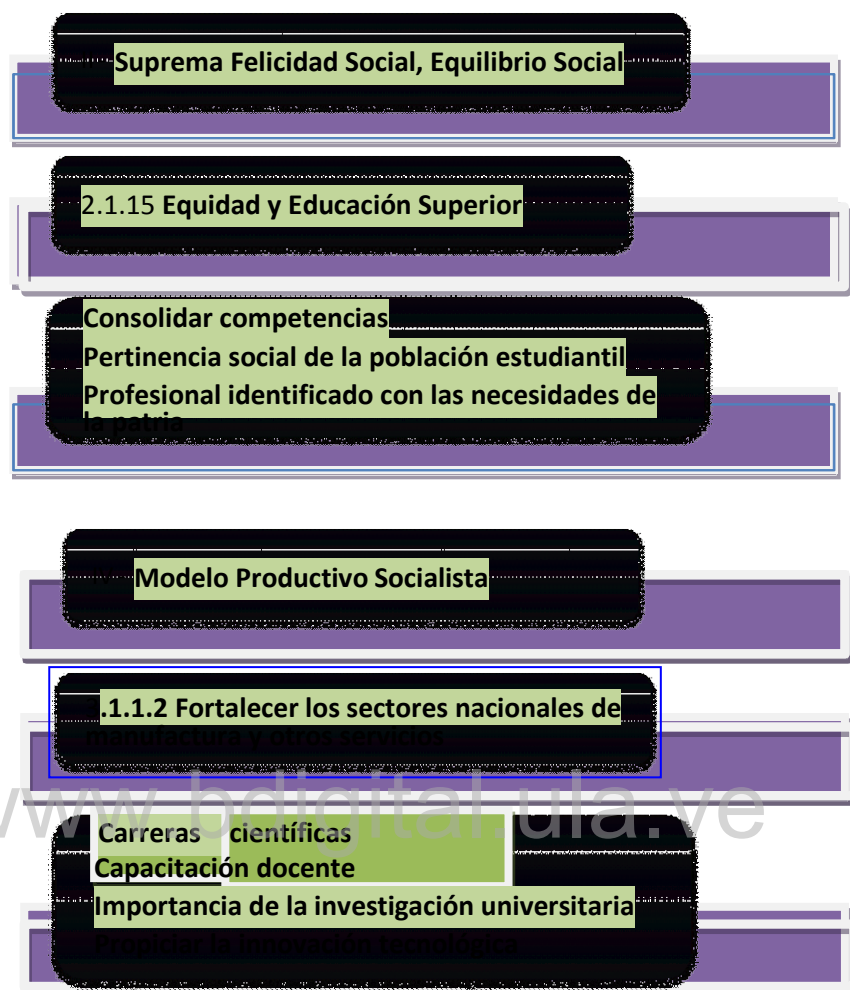 Suprema Felicidad Social, Equilibrio Social
2.1.15 Equidad y Educación Superior
Consolidar competencias
Pertinencia social de la población estudiantil
Profesional identificado con las necesidades de
la patria
Modelo Productivo Socialista
.1.1.2 Fortalecer los sectores nacionales de
manufactura y otros servicios
www.bdigital.ula.ve
Carreras científicas
Capacitación docente
Importancia de la investigación universitaria
Propiciar la innovación tecnológica